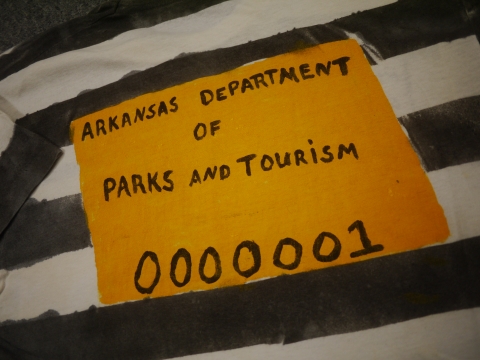 ARKANSAS DEPARTMENT
OF
PARKS AND TOURiSM
0000001